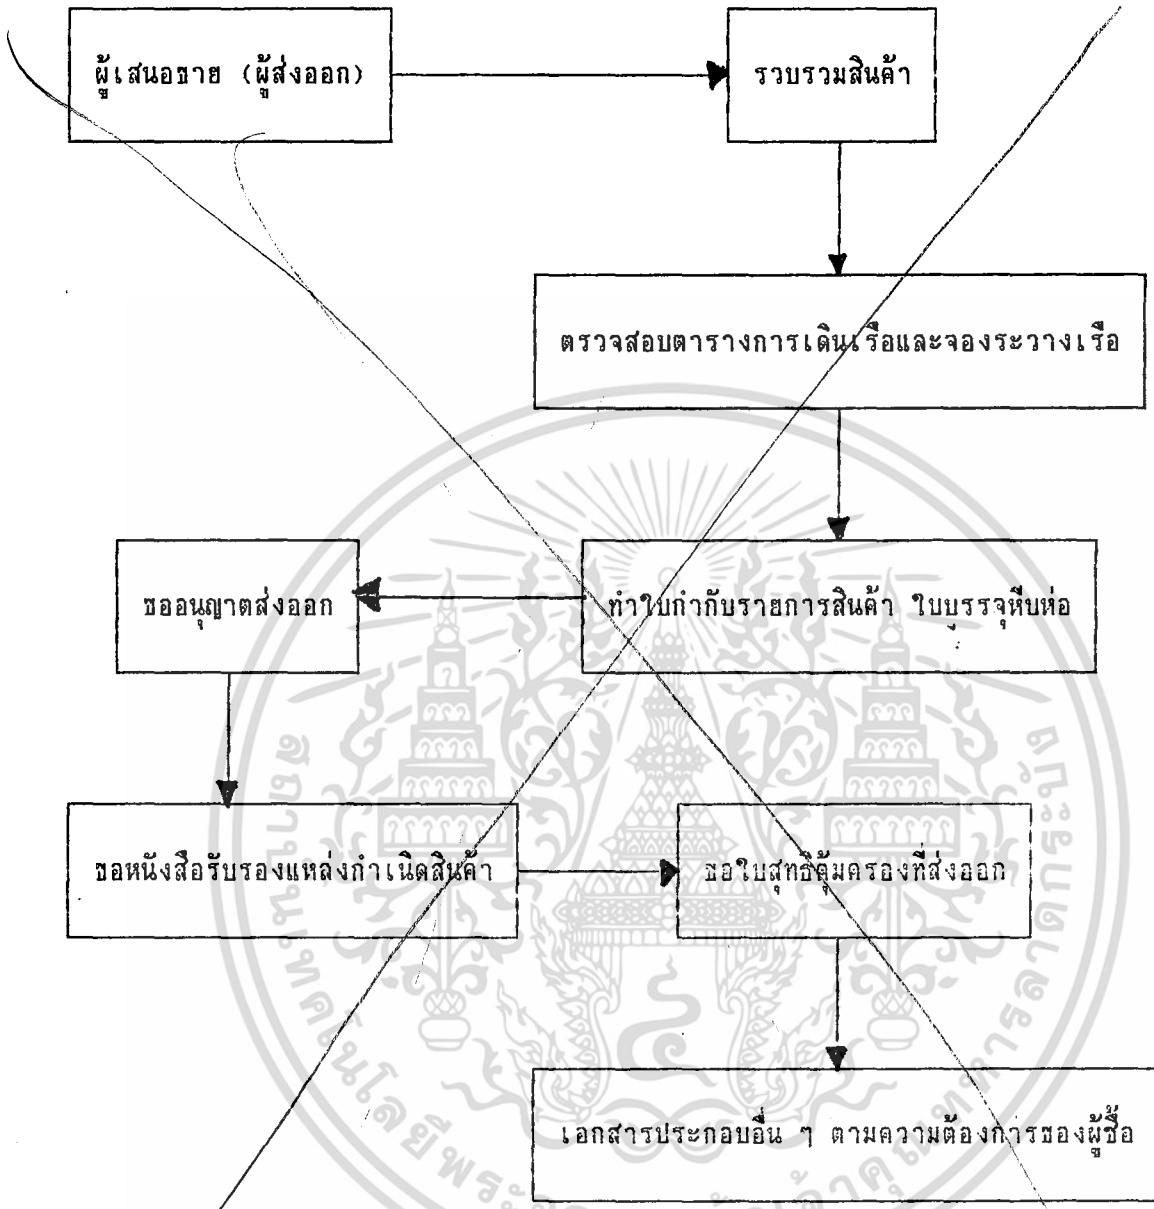 ผู้เสนอขาย (ผู้ส่งออก)
รวบรวมสินค้า
ตรวจสอบตารางการเดินเรือและจองระวางเรือ
ขออนุญาตส่งออก
ทำใบกำกับรายการสินค้า ใบบรรจุหีบห่อ
ขอหนังสือรับรองแหล่งกำเนิดสินค้า
ขอใบสุทธิคุ้มครองที่ส่งออก
เอกสารประกอบอื่น ๆ ตามความต้องการของผู้ซื้อ